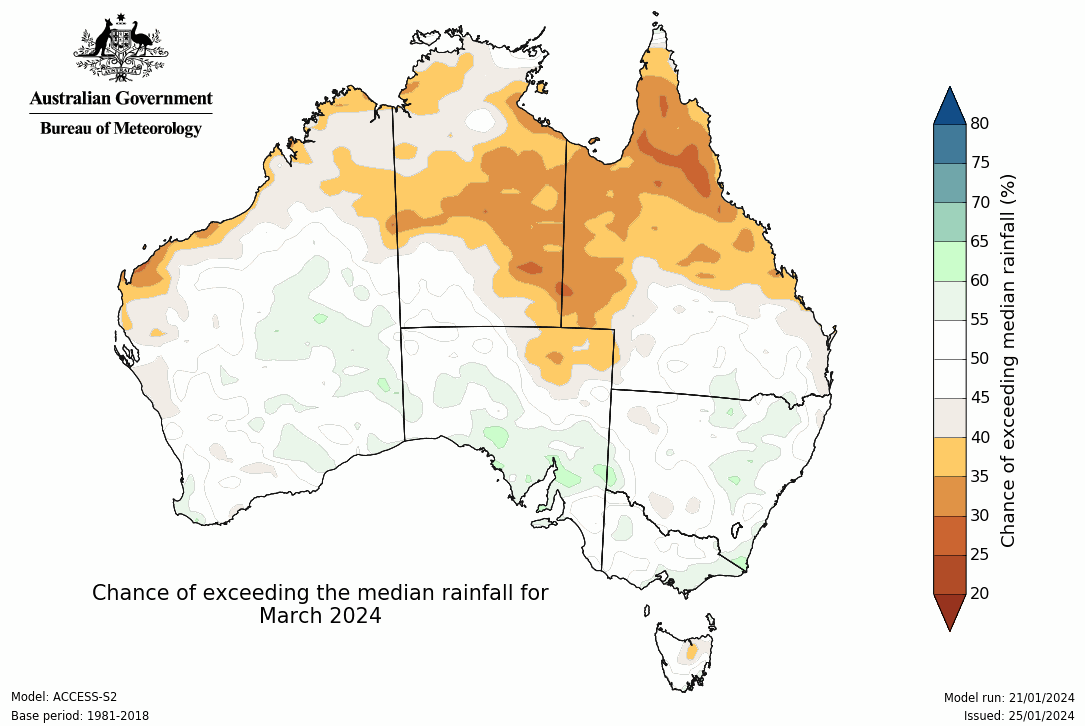 Australian Government
Bureau of Meteorology
80
75
70
65
60
55
50
45
40
35
30
25
20
Chance of exceeding median rainfall (%)
Chance of exceeding the median rainfall for
March 2024
Model: ACCESS-S2
Base period: 1981-2018
Model run: 21/01/2024
Issued: 25/01/2024